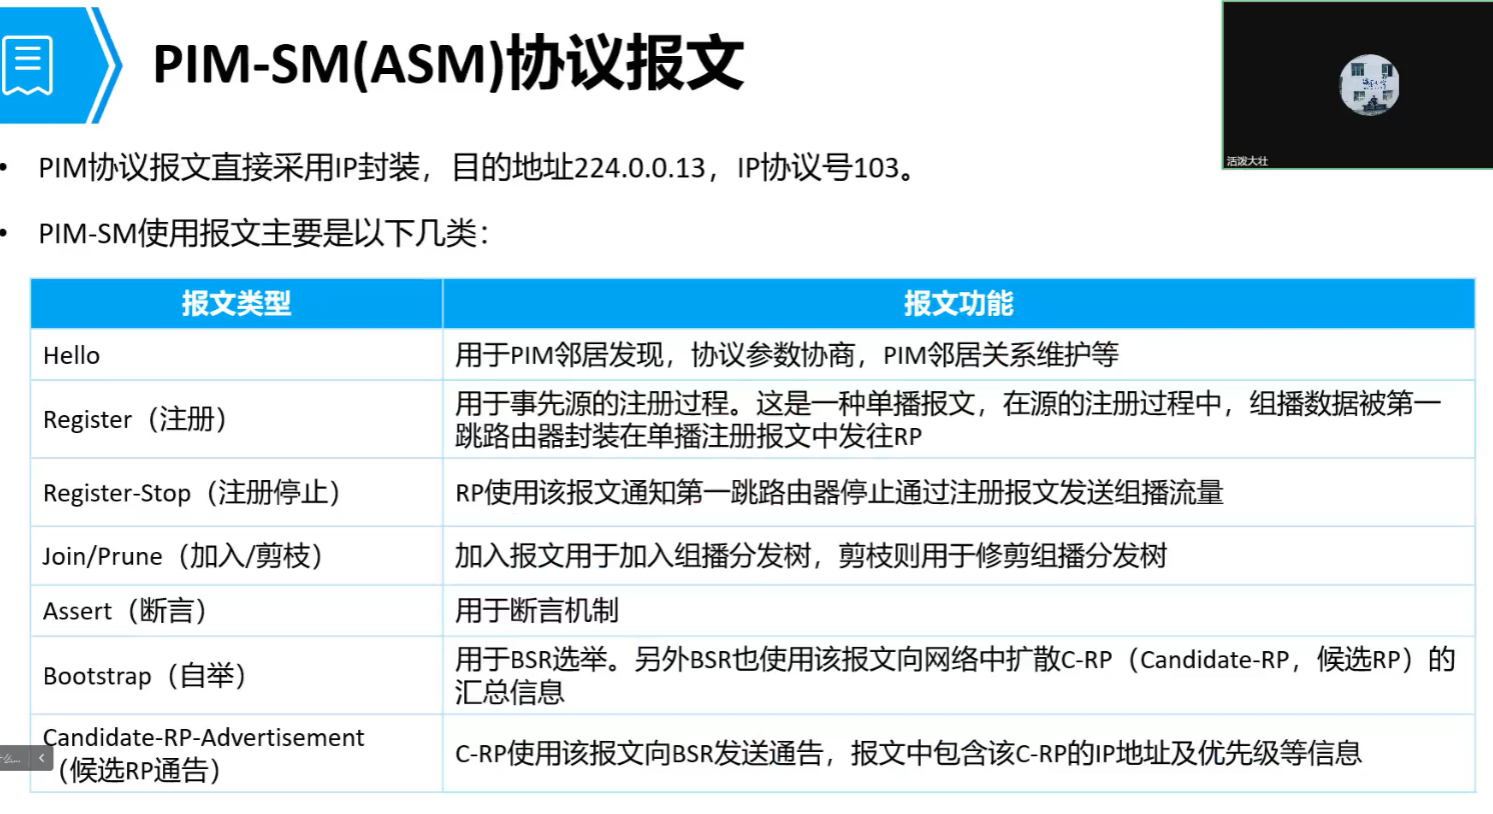 PIM-SM(ASM)协议报文
活泼大壮
• PIM协议报文直接采用IP封装，目的地址224.0.0.13，IP协议号103。
• PIM-SM使用报文主要是以下几类：
报文类型 报文功能
Hello 用于PIM邻居发现，协议参数协商，PIM邻居关系维护等
Register（注册） 用于事先源的注册过程。这是一种单播报文，在源的注册过程中，组播数据被第一
跳路由器封装在单播注册报文中发往RP
Register-Stop（注册停止） RP使用该报文通知第一跳路由器停止通过注册报文发送组播流量
Join/Prune（加入/剪枝） 加入报文用于加入组播分发树，剪枝则用于修剪组播分发树
Assert（断言） 用于断言机制
Bootstrap（自举） 用于BSR选举。另外BSR也使用该报文向网络中扩散C-RP（Candidate-RP，候选RP）的
汇总信息
Candidate-RP-Advertisement
（候选RP通告） C-RP使用该报文向BSR发送通告，报文中包含该C-RP的IP地址及优先级等信息